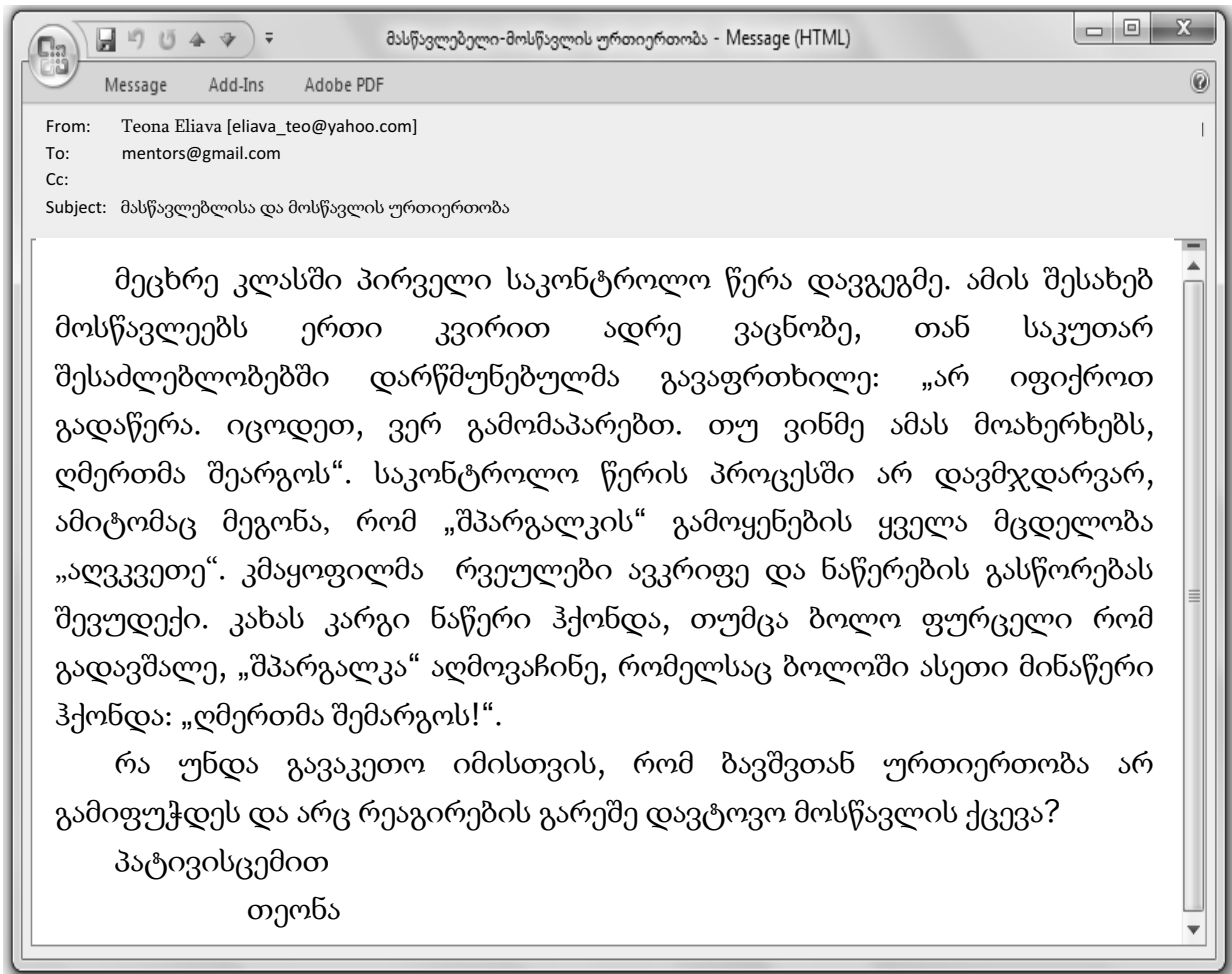 მასწავლებელი-მოსწავლის ურთიერთობა - Message (HTML)
Message Add-Ins Adobe PDF
From: Teona Eliava [eliava_teo@yahoo.com]
To: mentors@gmail.com
Cc:
Subject: მასწავლებლისა და მოსწავლის ურთიერთობა
მეცხრე კლასში პირველი საკონტროლო წერა დავგეგმე. ამის შესახებ
მოსწავლეებს ერთი კვირით ადრე ვაცნობე, თან საკუთარ
შესაძლებლობებში დარწმუნებულმა გავაფრთხილე: „არ იფიქროთ
გადაწერა. იცოდეთ, ვერ გამომაპარებთ. თუ ვინმე ამას მოახერხებს,
ღმერთმა შეარგოს“. საკონტროლო წერის პროცესში არ დავმჯდარვარ,
ამიტომაც მეგონა, რომ „შპარგალკის“ გამოყენების ყველა მცდელობა
„აღვკვეთე“. კმაყოფილმა რვეულები ავკრიფე და ნაწერების გასწორებას
შევუდექი. კახას კარგი ნაწერი ჰქონდა, თუმცა ბოლო ფურცელი რომ
გადავშალე, „შპარგალკა“ აღმოვაჩინე, რომელსაც ბოლოში ასეთი მინაწერი
ჰქონდა: „ღმერთმა შემარგოს!“.
რა უნდა გავაკეთო იმისთვის, რომ ბავშვთან ურთიერთობა არ
გამიფუჭდეს და არც რეაგირების გარეშე დავტოვო მოსწავლის ქცევა?
პატივისცემით
თეონა